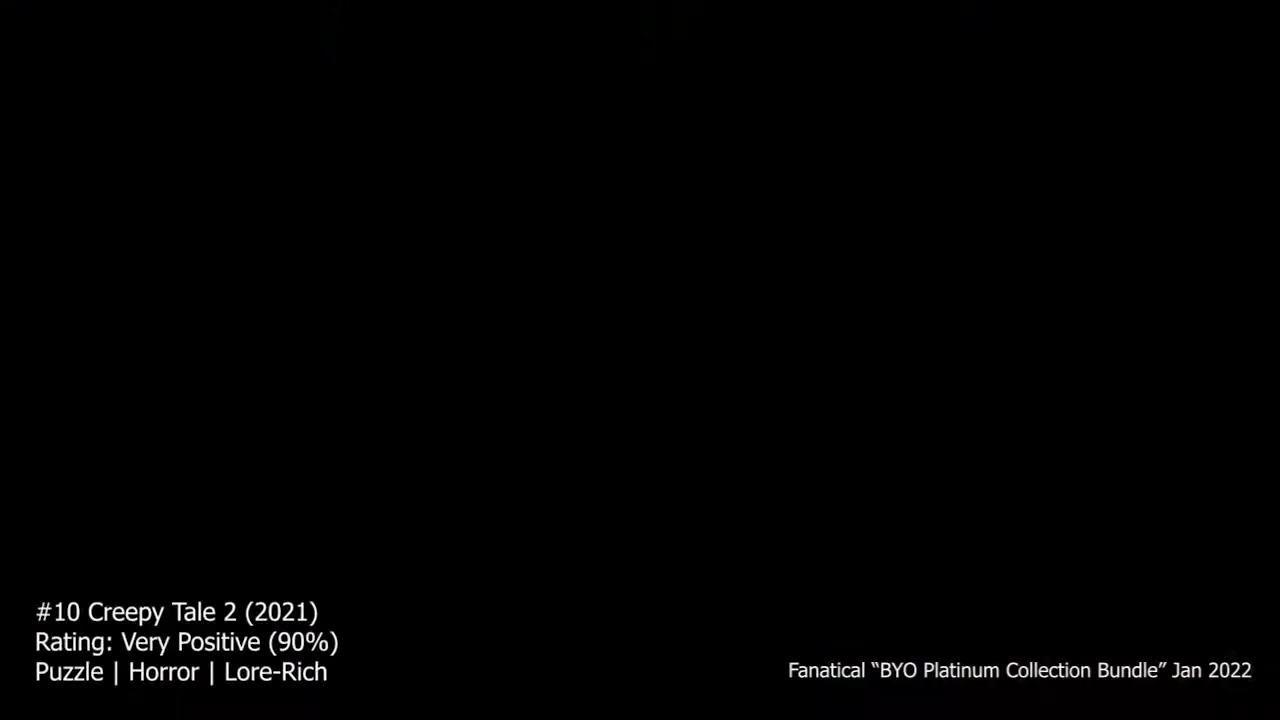 #10 Creepy Tale 2 (2021)
Rating: Very Positive (90%)
Puzzle | Horror | Lore-Rich
Fanatical “BYO Platinum Collection Bundle” Jan 2022